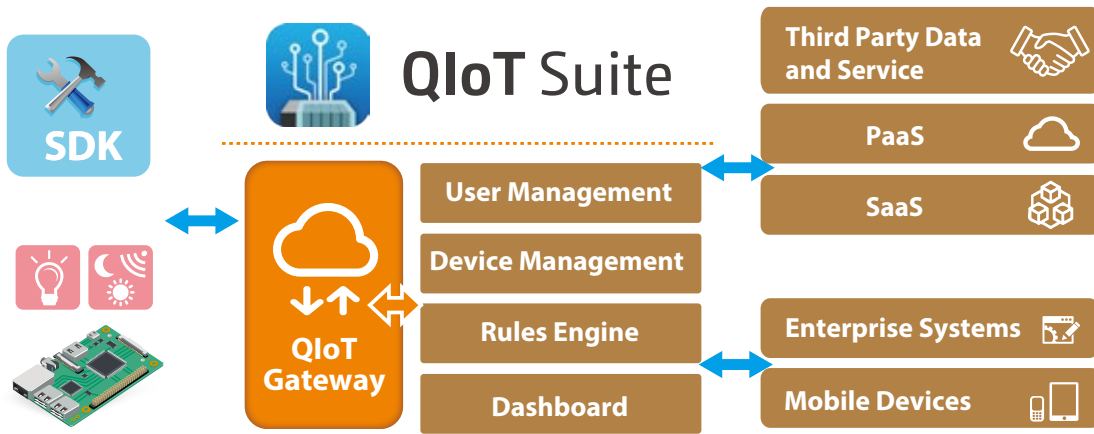 SDK
QIoT Suite
QIoT
Gateway
User Management
Device Management
Rules Engine
Dashboard
Third Party Data
and Service
PaaS
SaaS
Enterprise Systems
Mobile Devices